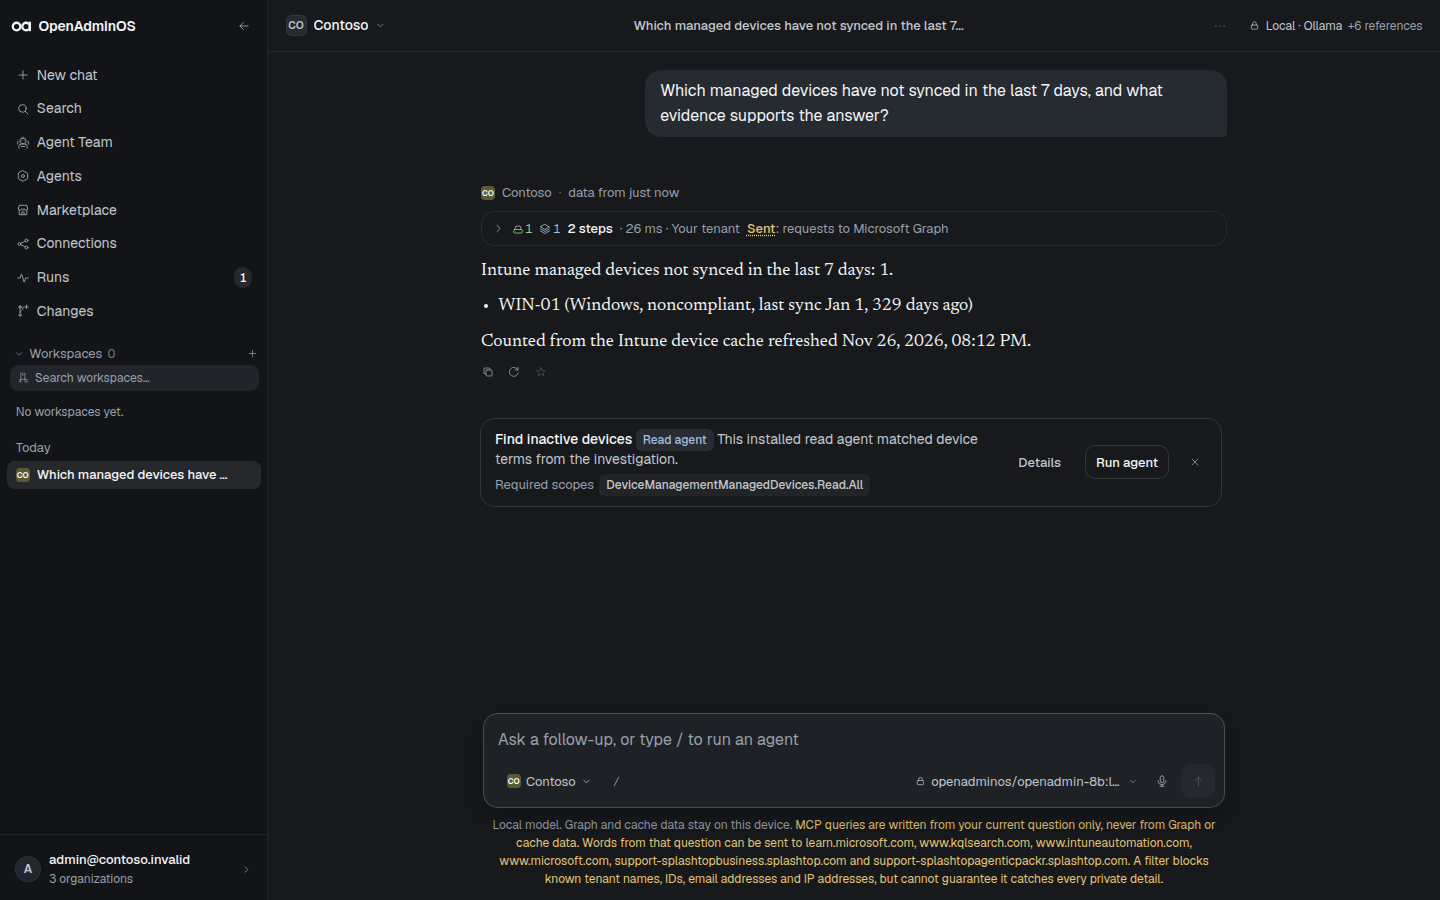 OpenAdminOS
New chat
Search
Agent Team
Agents
Marketplace
Connections
Runs 1
Changes
Workspaces 0
Search workspaces...
No workspaces yet.
Today
CO Which managed devices have ...
A admin@contoso.invalid
3 organizations
CO Contoso
Which managed devices have not synced in the last 7...
Local · Ollama +6 references
Which managed devices have not synced in the last 7 days, and what
evidence supports the answer?
CO Contoso · data from just now
1 1 2 steps · 26 ms · Your tenant Sent: requests to Microsoft Graph
Intune managed devices not synced in the last 7 days: 1.
• WIN-01 (Windows, noncompliant, last sync Jan 1, 329 days ago)
Counted from the Intune device cache refreshed Nov 26, 2026, 08:12 PM.
Find inactive devices Read agent This installed read agent matched device
terms from the investigation.
Required scopes DeviceManagementManagedDevices.Read.All
Details
Run agent
Ask a follow-up, or type / to run an agent
CO Contoso /
openadminos/openadmin-8b:l...
Local model. Graph and cache data stay on this device. MCP queries are written from your current question only, never from Graph or
cache data. Words from that question can be sent to learn.microsoft.com, www.kqlsearch.com, www.intuneautomation.com,
www.microsoft.com, support-splashtopbusiness.splashtop.com and support-splashtopagenticpackr.splashtop.com. A filter blocks
known tenant names, IDs, email addresses and IP addresses, but cannot guarantee it catches every private detail.